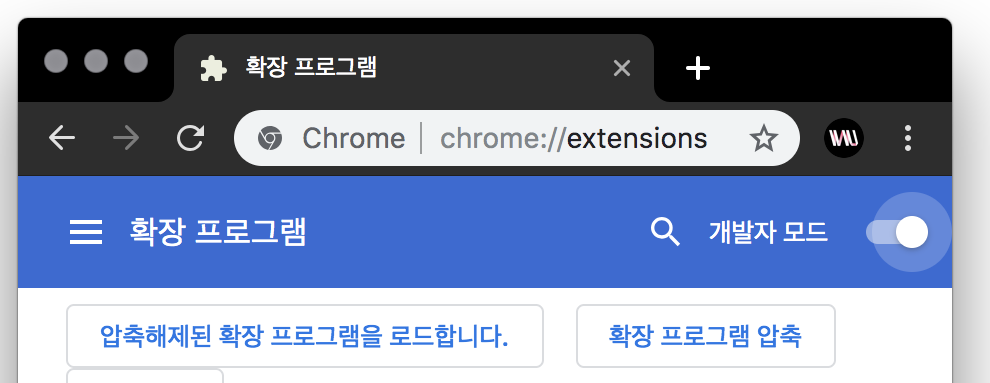 확장 프로그램
Chrome chrome://extensions
확장 프로그램 개발자 모드
압축해제된 확장 프로그램을 로드합니다. 확장 프로그램 압축